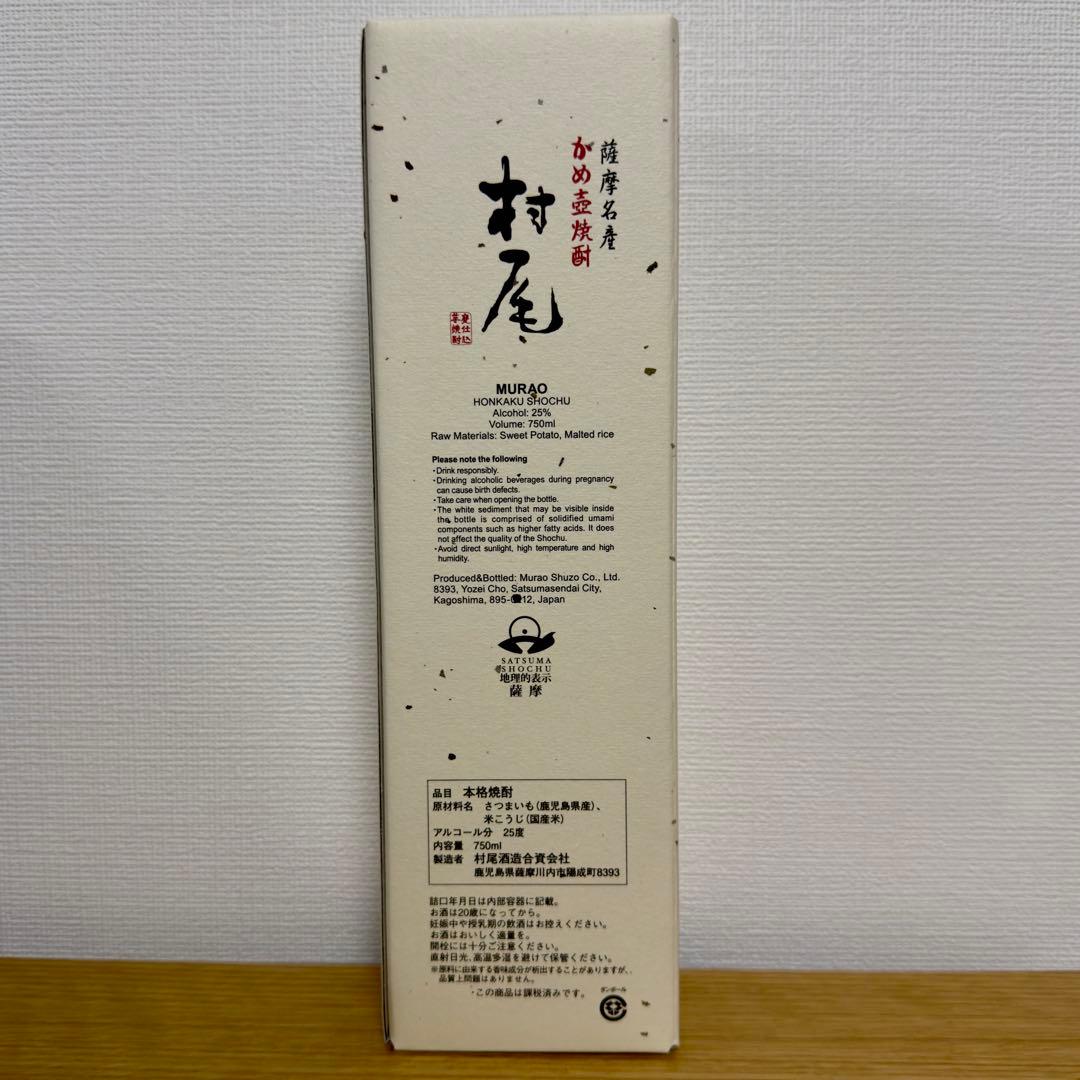 薩摩名産
かめ壺焼酎
村尾
甕仕込
芋焼酎
MURAO
HONKAKU SHOCHU
Alcohol: 25%
Volume: 750ml
Raw Materials: Sweet Potato, Malted rice
Please note the following
・Drink responsibly.
・Drinking alcoholic beverages during pregnancy
can cause birth defects.
・Take care when opening the bottle.
・The white sediment that may be visible inside
the bottle is comprised of solidified umami
components such as higher fatty acids. It does
not affect the quality of the Shochu.
・Avoid direct sunlight, high temperature and high
humidity.
Produced&Bottled: Murao Shuzo Co., Ltd.
8393, Yozei Cho, Satsumasendai City,
Kagoshima, Japan
SATSUMA
SHOCHU
地理的表示
薩摩
品目 本格焼酎
原材料名 さつまいも(鹿児島県産)、
米こうじ(国産米)
アルコール分 25度
内容量 750ml
製造者 村尾酒造合資会社
鹿児島県薩摩川内市陽成町8393
詰口年月日は内部容器に記載。
お酒は20歳になってから。
妊娠中や授乳期の飲酒はお控えください。
お酒はおいしく適量を。
開栓には十分ご注意ください。
直射日光、高温多湿を避けて保管ください。
※原料に由来する香味成分が析出することがありますが、
品質上問題はありません。
・この商品は課税済みです。
ダンボール